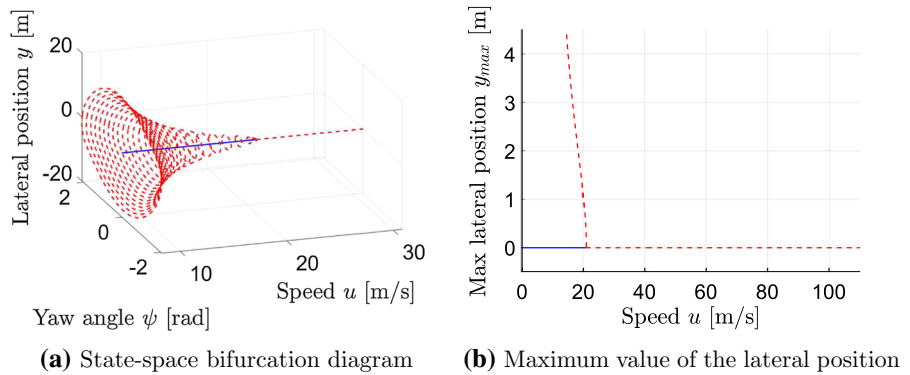 Lateral position y [m]
20
0
-20
2
0
-2
10
20
30
Speed u [m/s]
Yaw angle ψ [rad]
(a) State-space bifurcation diagram
Max lateral position y_max [m]
4
3
2
1
0
0 20 40 60 80 100
Speed u [m/s]
(b) Maximum value of the lateral position